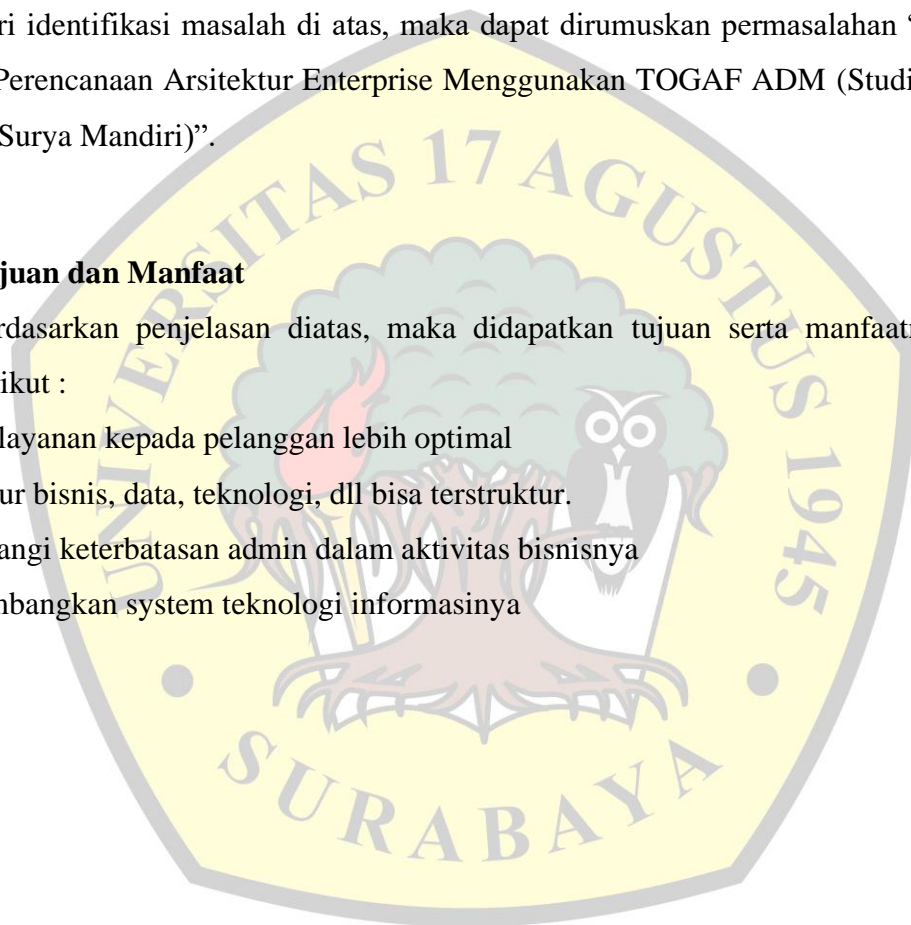 ri identifikasi masalah di atas, maka dapat dirumuskan permasalahan “
Perencanaan Arsitektur Enterprise Menggunakan TOGAF ADM (Studi
Surya Mandiri)”.
UNIVERSITAS 17 AGUSTUS 1945
juan dan Manfaat
rdasarkan penjelasan diatas, maka didapatkan tujuan serta manfaat
ikut :
layanan kepada pelanggan lebih optimal
ur bisnis, data, teknologi, dll bisa terstruktur.
angi keterbatasan admin dalam aktivitas bisnisnya
mbangkan system teknologi informasinya
SURABAYA